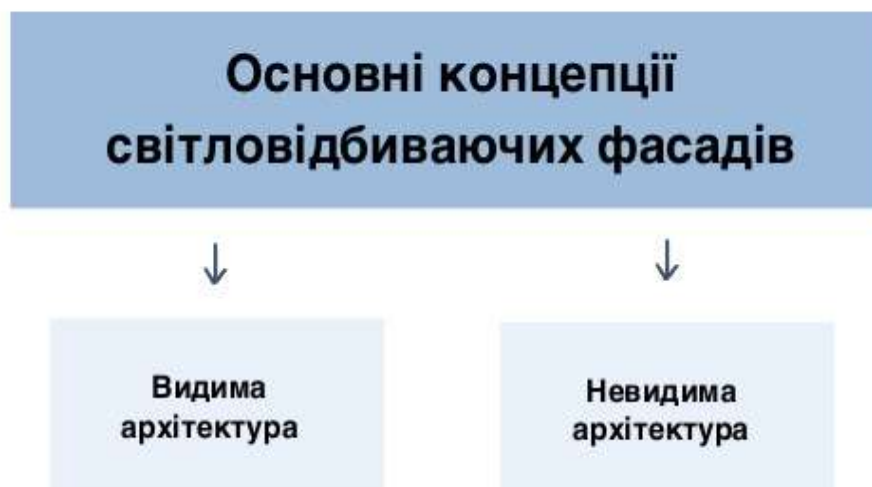 Основні концепції
світловідбиваючих фасадів
Видима
архітектура
Невидима
архітектура